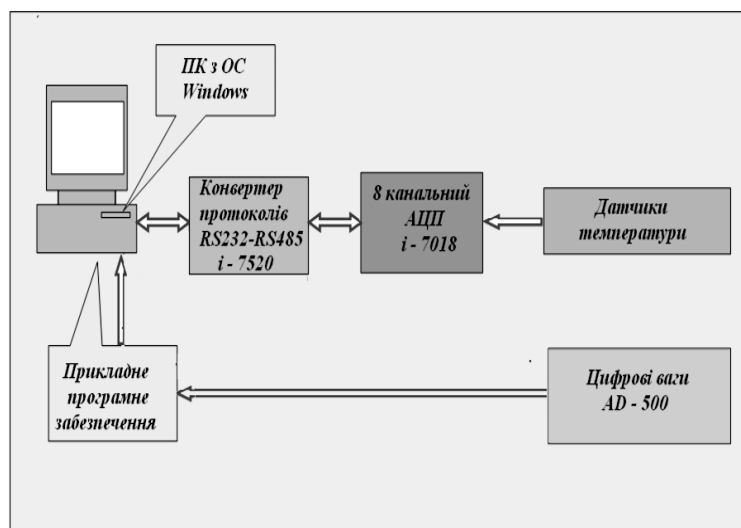 ПК з ОС
Windows
Конвертер
протоколів
RS232-RS485
i - 7520
8 канальний
АЦП
i - 7018
Датчики
температури
Прикладне
програмне
забезпечення
Цифрові ваги
AD - 500